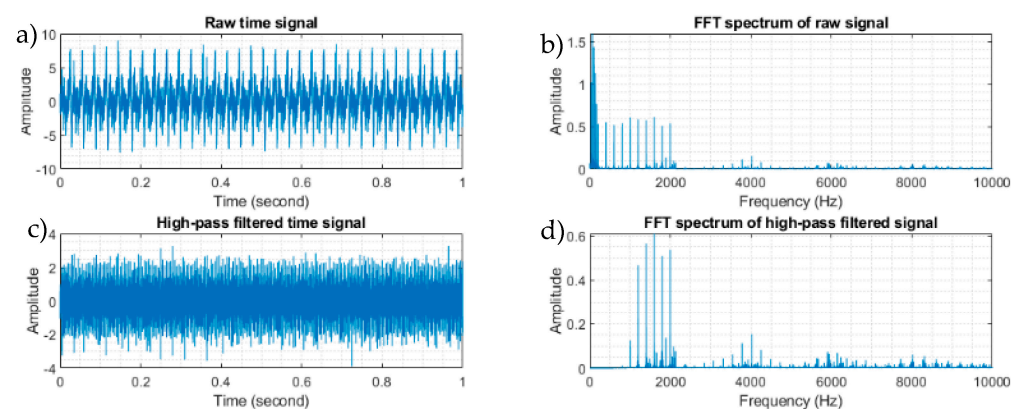 a)
Raw time signal
Amplitude
10
5
0
-5
-10
0 0.2 0.4 0.6 0.8 1
Time (second)
b)
FFT spectrum of raw signal
Amplitude
1.5
1
0.5
0
0 2000 4000 6000 8000 10000
Frequency (Hz)
c)
High-pass filtered time signal
Amplitude
4
2
0
-2
-4
0 0.2 0.4 0.6 0.8 1
Time (second)
d)
FFT spectrum of high-pass filtered signal
Amplitude
0.6
0.4
0.2
0
0 2000 4000 6000 8000 10000
Frequency (Hz)